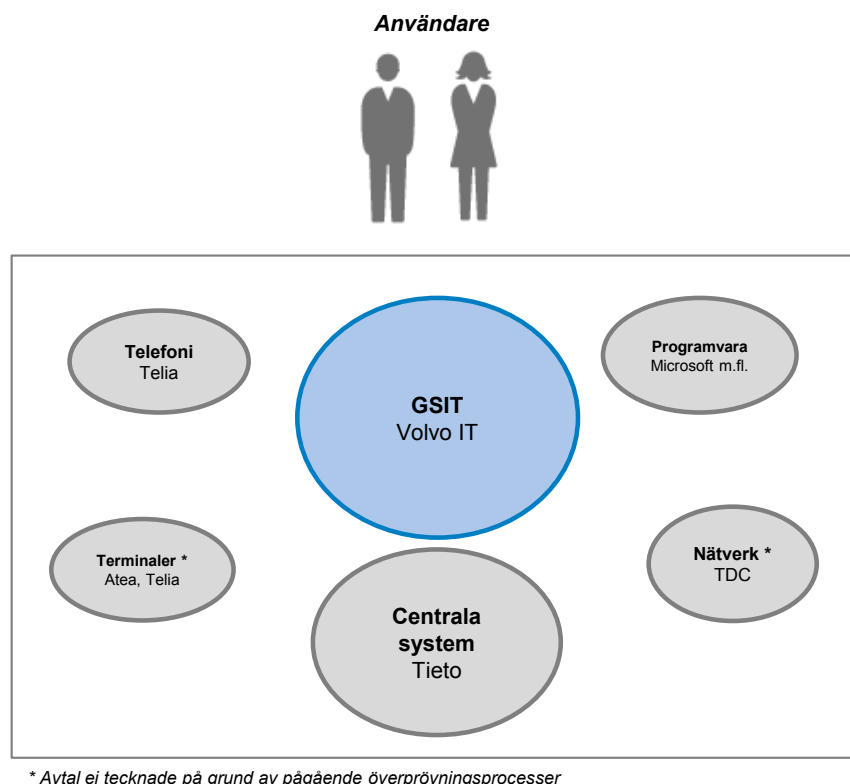 Användare
Telefoni
Telia
Programvara
Microsoft m.fl.
GSIT
Volvo IT
Terminaler *
Atea, Telia
Nätverk *
TDC
Centrala
system
Tieto
* Avtal ej tecknade på grund av pågående överprövningsprocesser